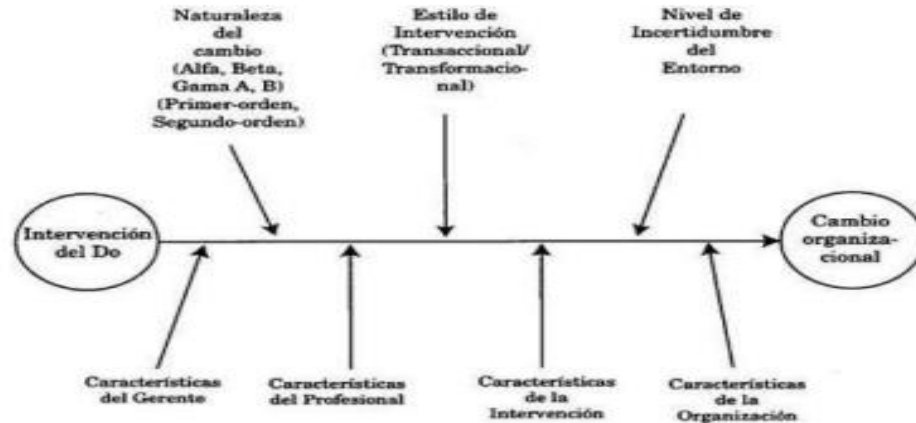 Naturaleza
del
cambio
(Alfa, Beta,
Gama A, B)
(Primer-orden,
Segundo-orden)
Estilo de
Intervención
(Transaccional/
Transformacio-
nal)
Nivel de
Incertidumbre
del
Entorno
Intervención
del Do
Cambio
organiza-
cional
Características
del Gerente
Características
del Profesional
Características
de la
Intervención
Características
de la
Organización